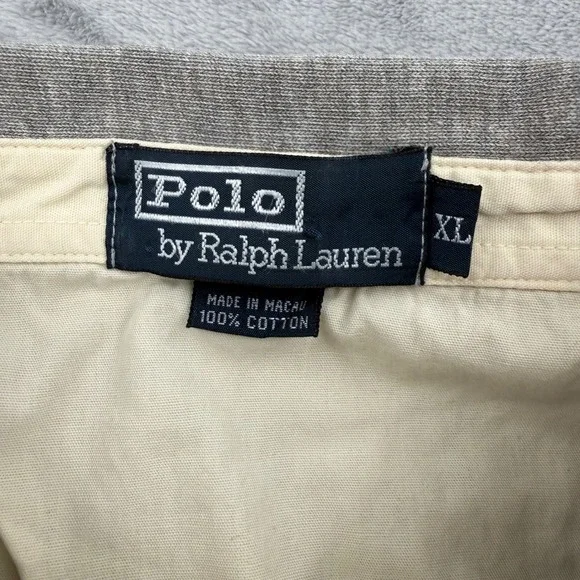 Polo
by Ralph Lauren
XL
MADE IN MACAU
100% COTTON